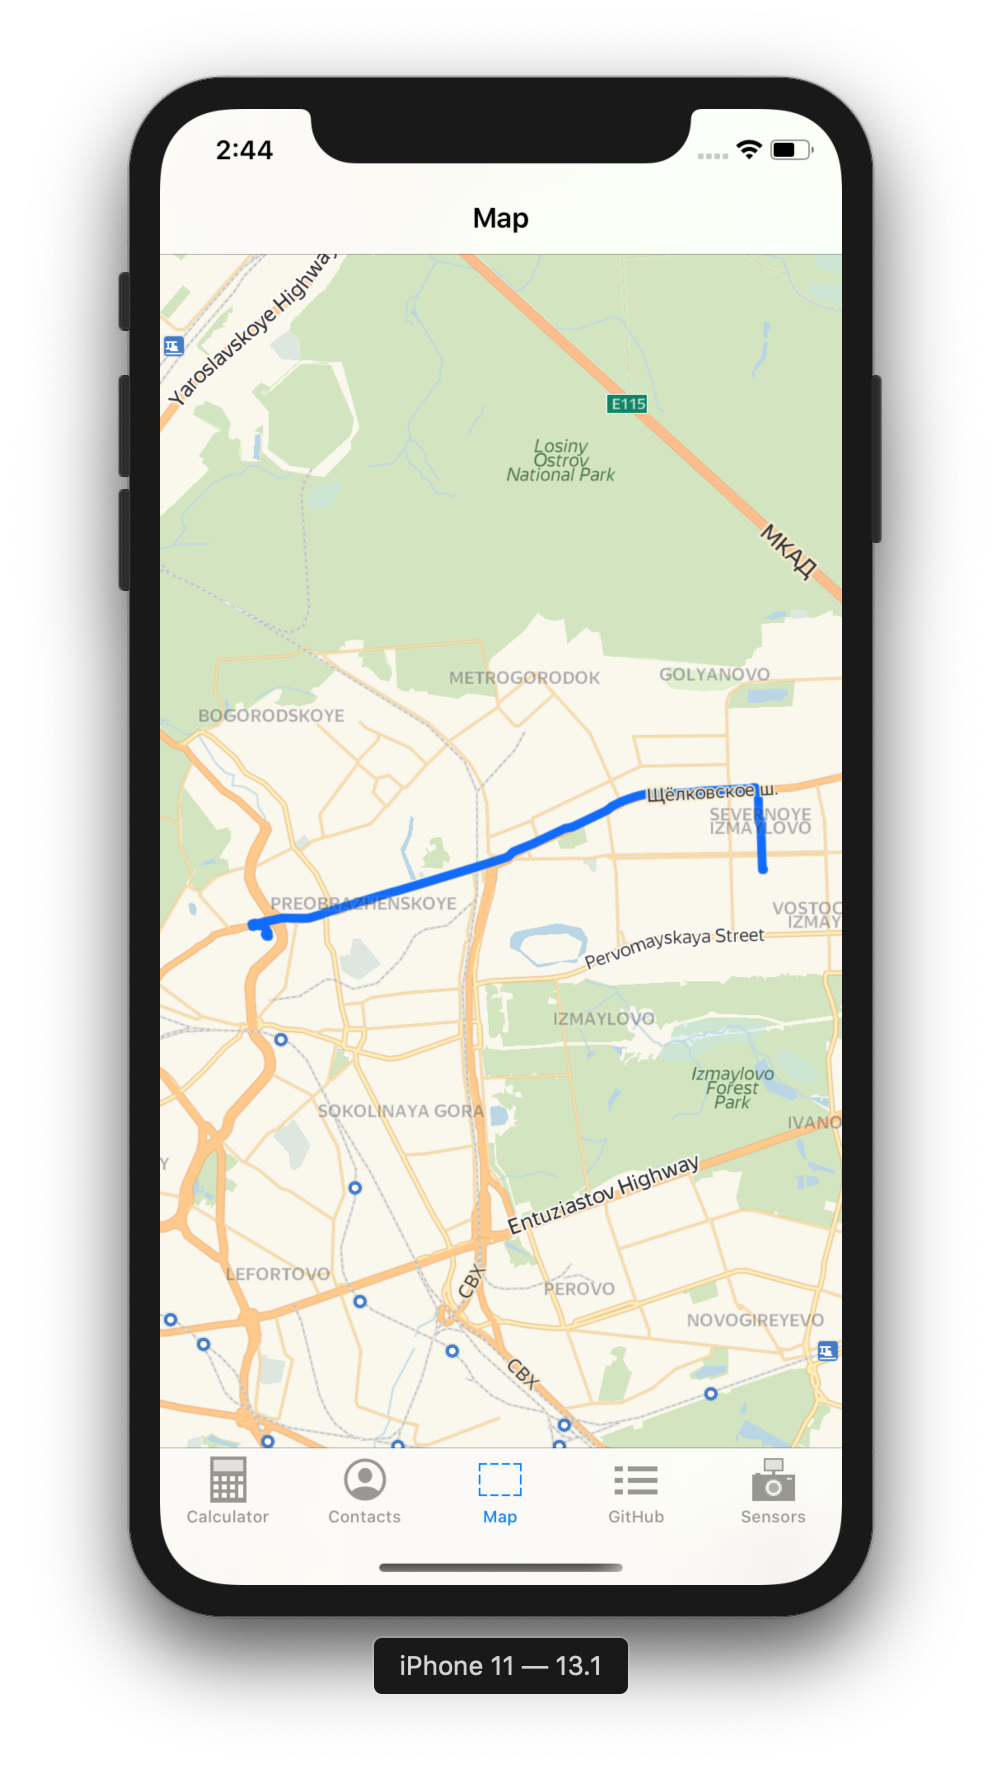 2:44
Map
Yaroslavskoye Highway
E115
Losiny
Ostrov
National Park
МКАД
METROGORODOK
GOLYANOVO
BOGORODSKOYE
Щёлковское ш.
SEVERNOYE
IZMAYLOVO
PREOBRAZHENSKOYE
VOSTOC
IZMAY
Pervomayskaya Street
IZMAYLOVO
Izmaylovo
Forest
Park
SOKOLINAYA GORA
IVANO
Y
Entuziastov Highway
LEFORTOVO
СВХ
PEROVO
NOVOGIREYEVO
СВХ
Calculator
Contacts
Map
GitHub
Sensors
iPhone 11 — 13.1